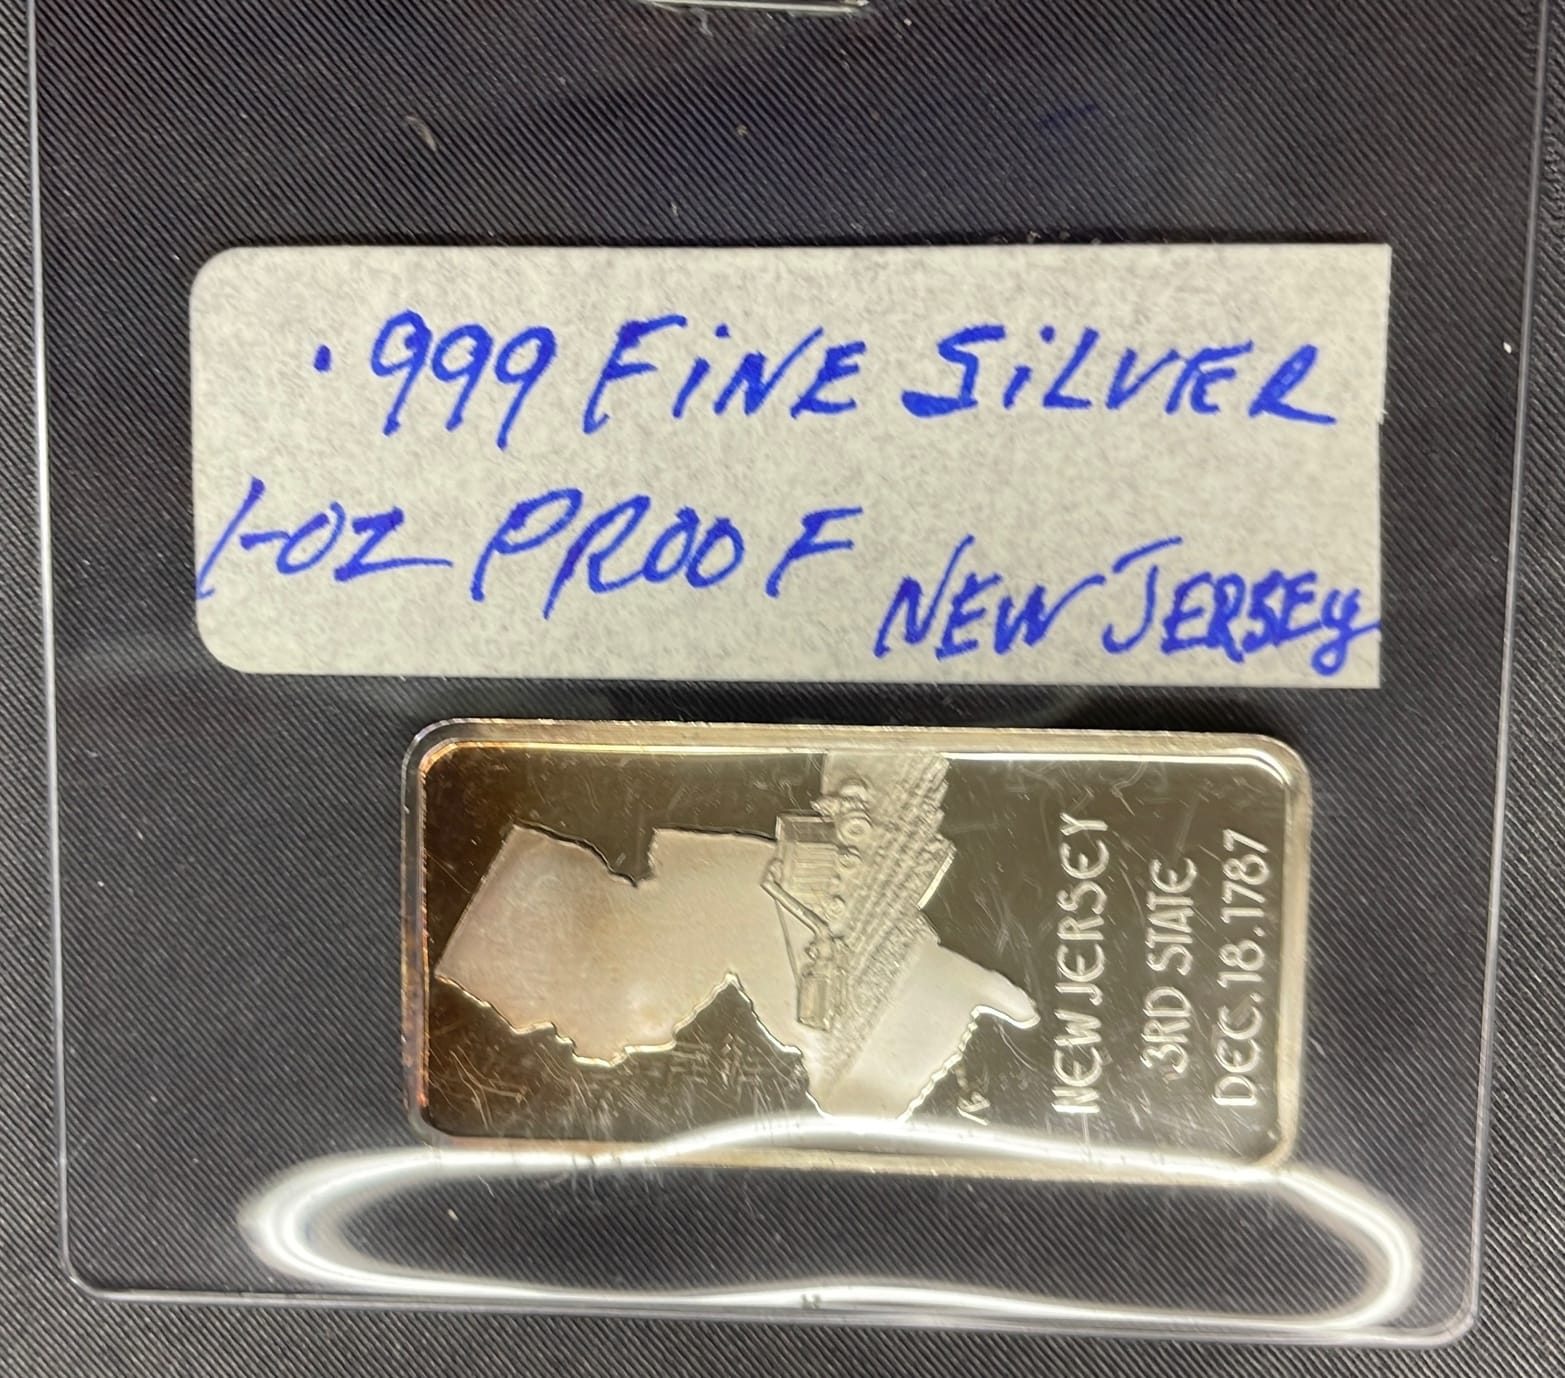 .999 FiNE SiLVER
1-OZ PROOF NEW JERSEY
NEW JERSEY
3RD STATE
DEC.18.1787